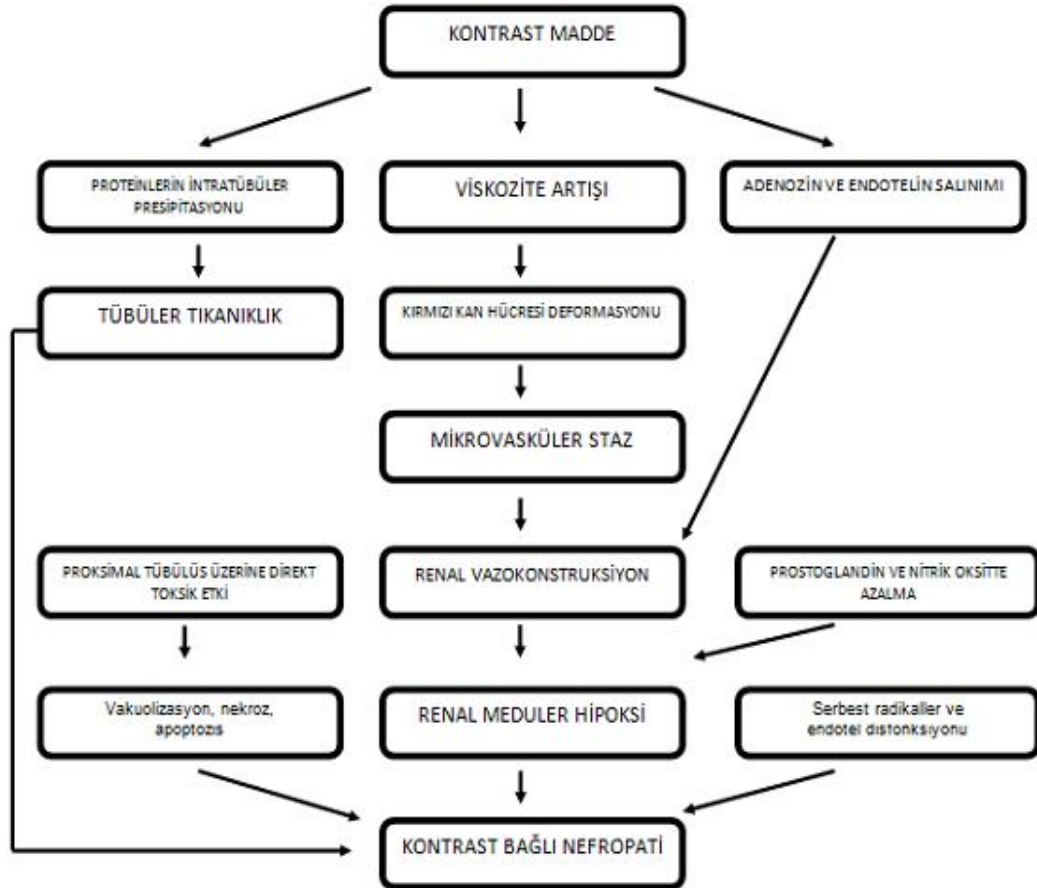 KONTRAST MADDE
PROTEİNLERİN İNTRATÜBÜLER
PRESİPİTASYONU
VİSKOZİTE ARTIŞI
ADENOZİN VE ENDOTELİN SALINIMI
TÜBÜLER TIKANIKLIK
KIRMIZI KAN HÜCRESİ DEFORMASYONU
MİKROVASKÜLER STAZ
PROKSİMAL TÜBÜLÜS ÜZERİNE DİREKT
TOKSİK ETKİ
RENAL VAZOKONSTRUKSİYON
PROSTOGLANDİN VE NİTRİK OKSİTTE
AZALMA
Vakuolizasyon, nekroz,
apoptozis
RENAL MEDULER HİPOKSİ
Serbest radikaller ve
endotel disfonksiyonu
KONTRAST BAĞLI NEFROPATİ